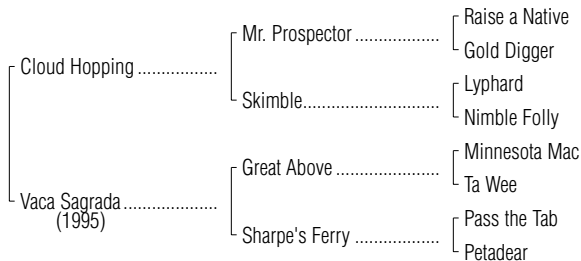 Raise a Native
Mr. Prospector ..................
Gold Digger
Cloud Hopping .................
Lyphard
Skimble.............................
Nimble Folly
Minnesota Mac
Great Above ......................
Ta Wee
Vaca Sagrada....................
(1995)
Pass the Tab
Sharpe's Ferry ..................
Petadear